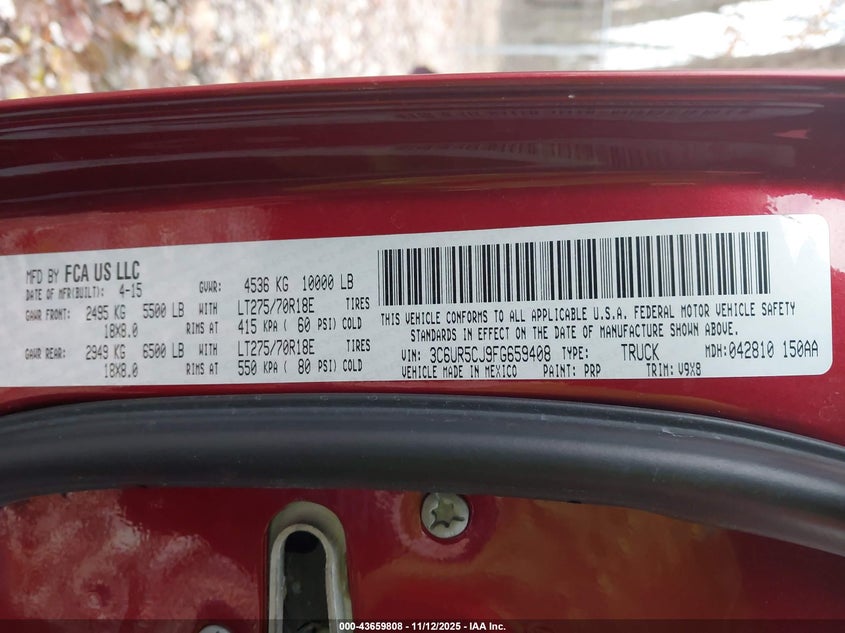 MFD BY FCA US LLC
DATE OF MFR(BUILT): 4-15 GVWR: 4536 KG 10000 LB
GAWR FRONT: 2495 KG 5500 LB WITH LT275/70R18E TIRES
18X8.0 RIMS AT 415 KPA ( 60 PSI) COLD
GAWR REAR: 2949 KG 6500 LB WITH LT275/70R18E TIRES
18X8.0 RIMS AT 550 KPA ( 80 PSI) COLD
THIS VEHICLE CONFORMS TO ALL APPLICABLE U.S.A. FEDERAL MOTOR VEHICLE SAFETY
STANDARDS IN EFFECT ON THE DATE OF MANUFACTURE SHOWN ABOVE.
VIN: 3C6UR5CJ9FG659408 TYPE: TRUCK MDH: 042810 150AA
VEHICLE MADE IN MEXICO PAINT: PRP TRIM: V9X8
000-43659808 - 11/12/2025 - IAA Inc.